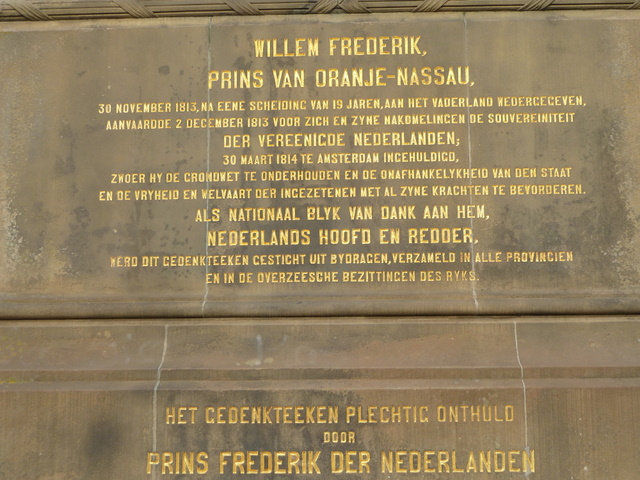 WILLEM FREDERIK,
PRINS VAN ORANJE-NASSAU,
30 NOVEMBER 1813, NA EENE SCHEIDING VAN 19 JAREN, AAN HET VADERLAND WEDERGEGEVEN,
AANVAARDDE 2 DECEMBER 1813 VOOR ZICH EN ZYNE NAKOMELINGEN DE SOUVEREINITEIT
DER VEREENIGDE NEDERLANDEN;
30 MAART 1814 TE AMSTERDAM INGEHULDIGD,
ZWOER HY DE GRONDWET TE ONDERHOUDEN EN DE ONAFHANKELYKHEID VAN DEN STAAT
EN DE VRYHEID EN WELVAART DER INGEZETENEN MET AL ZYNE KRACHTEN TE BEVORDEREN.
ALS NATIONAAL BLYK VAN DANK AAN HEM,
NEDERLANDS HOOFD EN REDDER,
WERD DIT GEDENKTEEKEN GESTICHT UIT BYDRAGEN, VERZAMELD IN ALLE PROVINCIEN
EN IN DE OVERZEESCHE BEZITTINGEN DES RYKS.
HET GEDENKTEEKEN PLECHTIG ONTHULD
DOOR
PRINS FREDERIK DER NEDERLANDEN